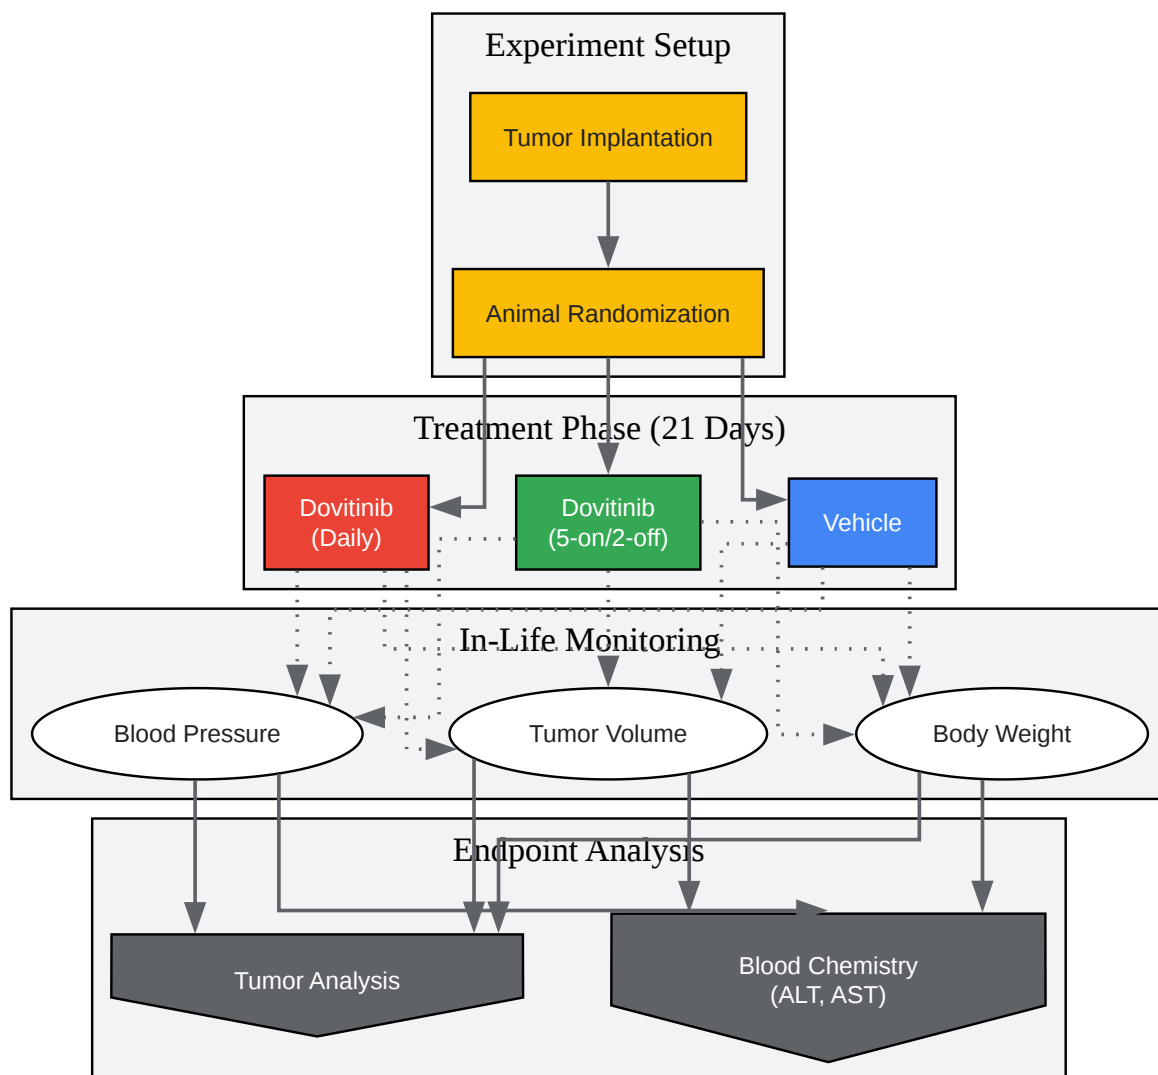 Experiment Setup
Tumor Implantation
Animal Randomization
Treatment Phase (21 Days)
Dovitinib
(Daily)
Dovitinib
(5-on/2-off)
Vehicle
In-Life Monitoring
Blood Pressure
Tumor Volume
Body Weight
Endpoint Analysis
Tumor Analysis
Blood Chemistry
(ALT, AST)